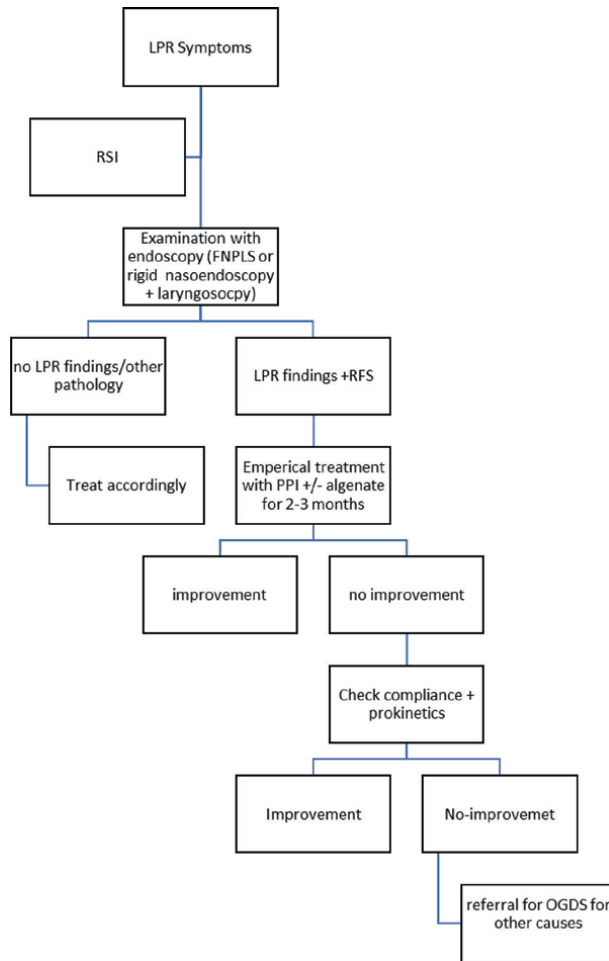 LPR Symptoms
RSI
Examination with
endoscopy (FNPLS or
rigid nasoendoscopy
+ laryngosocpy)
no LPR findings/other
pathology
LPR findings +RFS
Treat accordingly
Emperical treatment
with PPI +/- algenate
for 2-3 months
improvement
no improvement
Check compliance +
prokinetics
Improvement
No-improvemet
referral for OGDS for
other causes